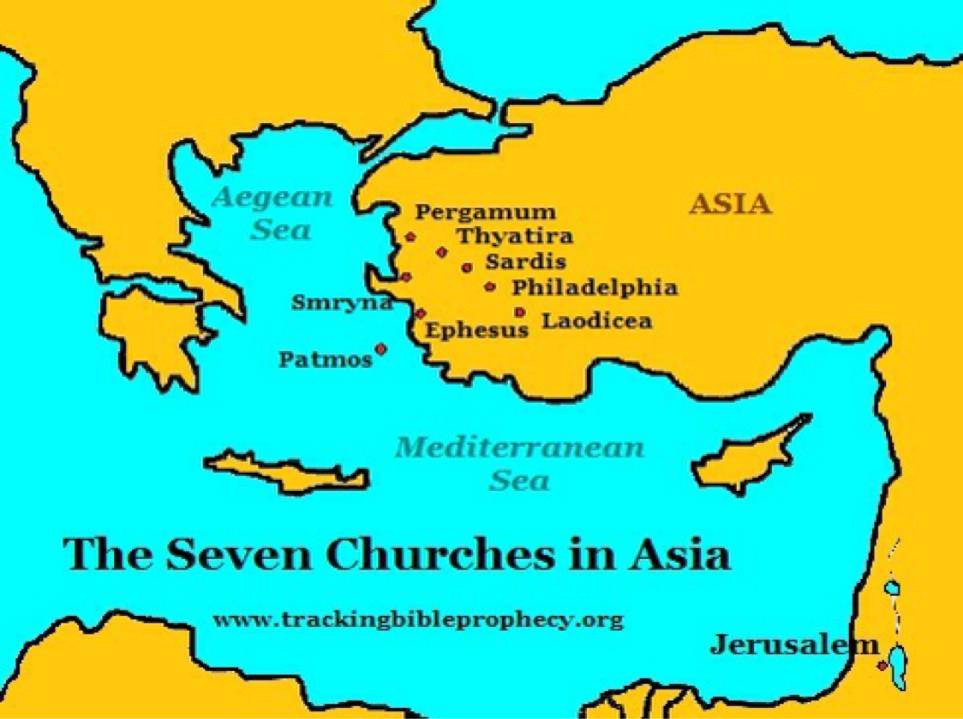 Aegean
Sea
ASIA
Pergamum
Thyatira
Sardis
Philadelphia
Smryna
Ephesus
Laodicea
Patmos
Mediterranean
Sea
The Seven Churches in Asia
www.trackingbibleprophecy.org
Jerusalem